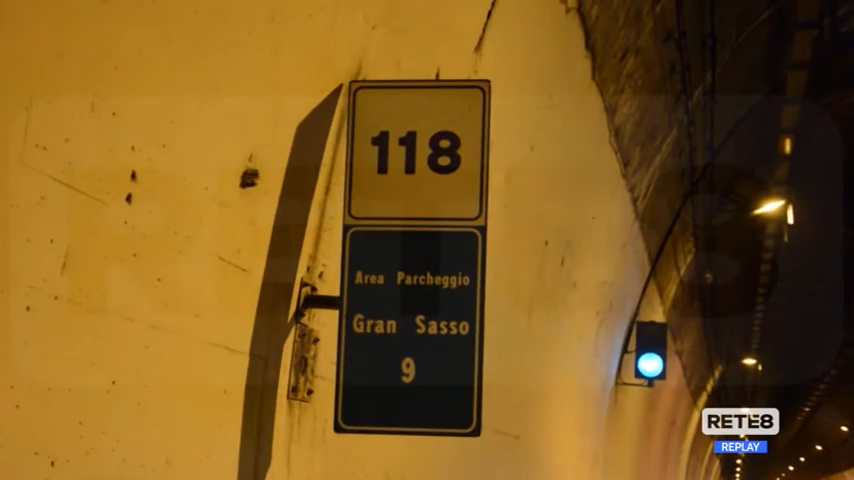 118
Area Parcheggio
Gran Sasso
9
RETE8
REPLAY